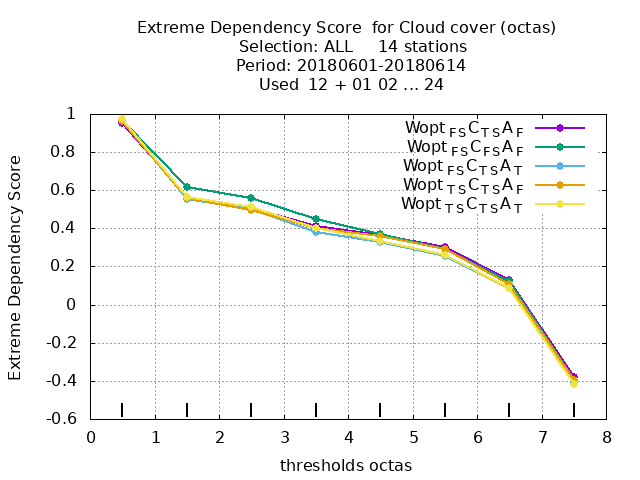 Extreme Dependency Score  for Cloud cover (octas)
Selection: ALL     14 stations
Period: 20180601-20180614
Used  12 + 01 02 ... 24
Wopt FS C TS A F
Wopt FS C FS A F
Wopt FS C TS A T
Wopt TS C TS A F
Wopt TS C TS A T
Extreme Dependency Score
1
0.8
0.6
0.4
0.2
0
-0.2
-0.4
-0.6
0 1 2 3 4 5 6 7 8
thresholds octas